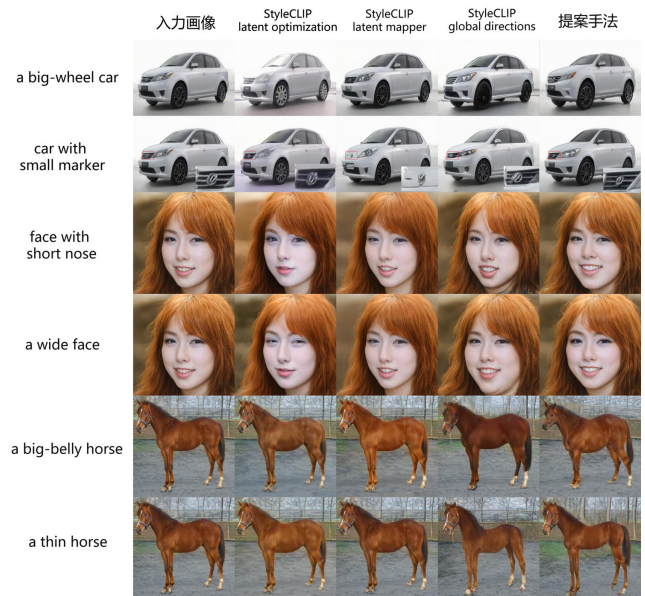 入力画像
StyleCLIP
latent optimization
StyleCLIP
latent mapper
StyleCLIP
global directions
提案手法
a big-wheel car
car with
small marker
face with
short nose
a wide face
a big-belly horse
a thin horse